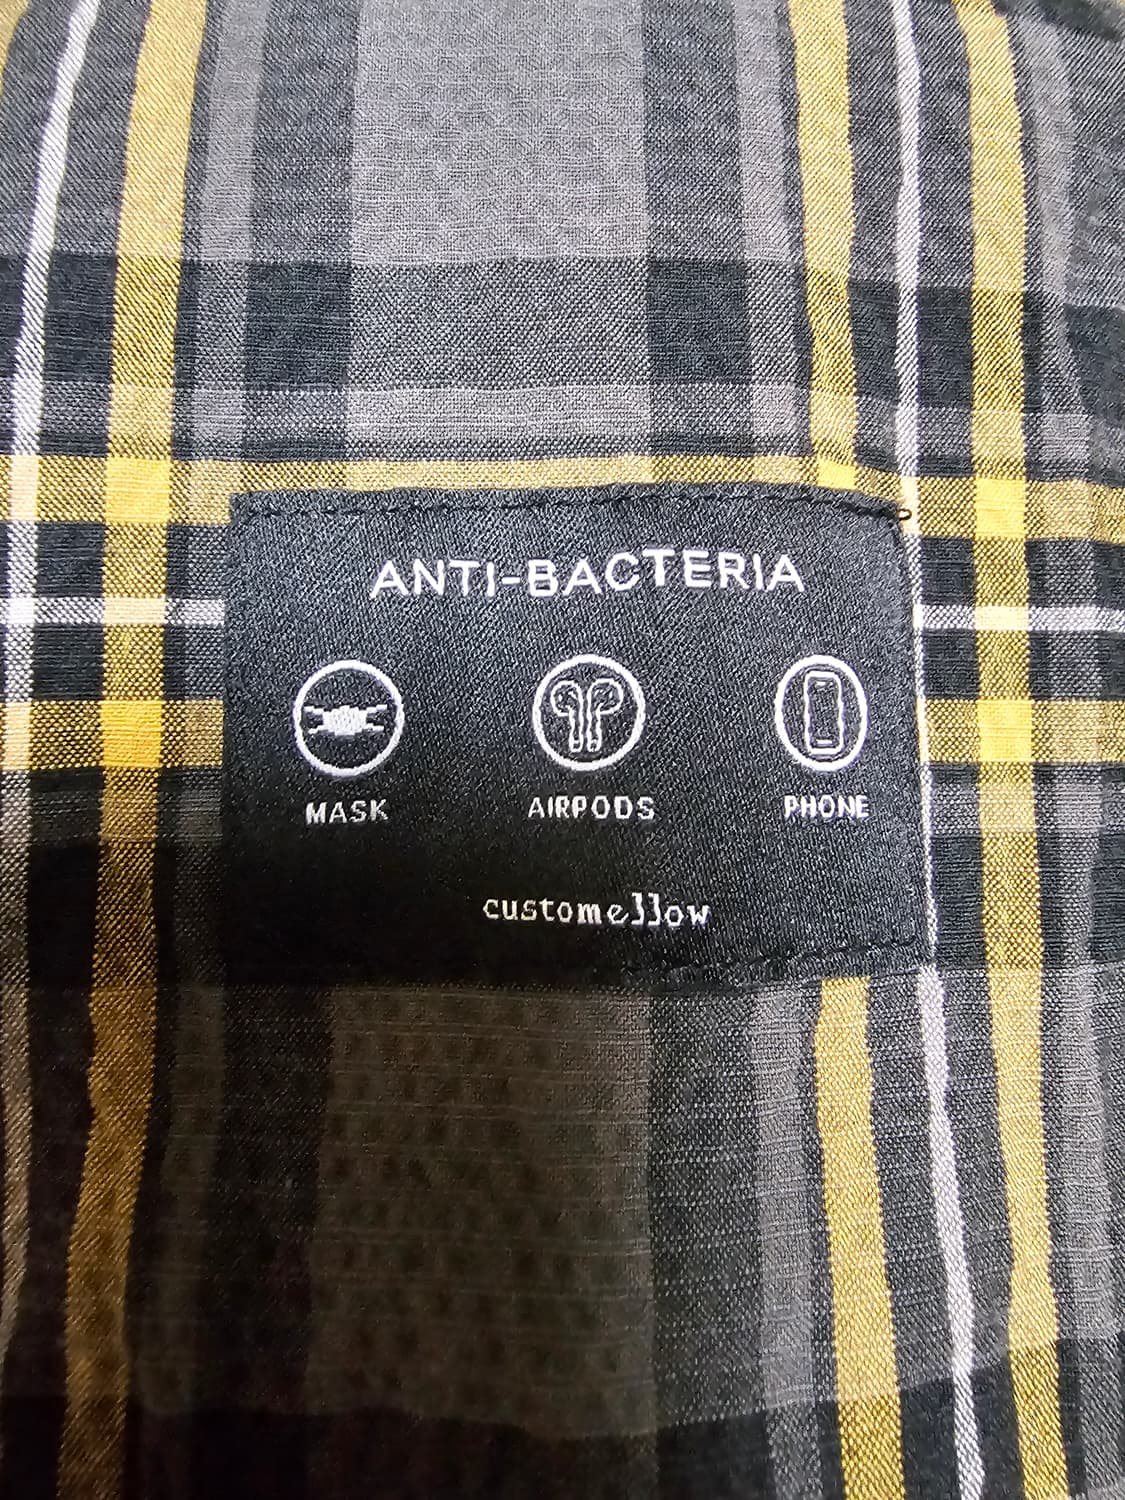 ANTI-BACTERIA
MASK AIRPODS PHONE
customellow